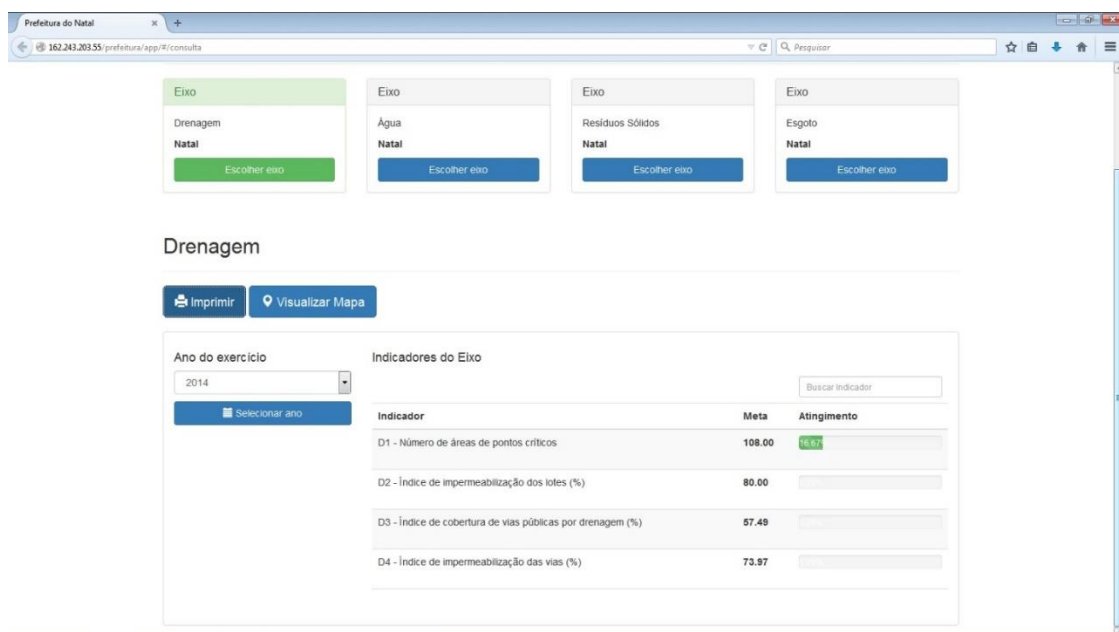 Prefeitura do Natal
162.243.203.55/prefeitura/app/#/consulta
Pesquisar
Eixo
Drenagem
Natal
Escolher eixo
Eixo
Água
Natal
Escolher eixo
Eixo
Resíduos Sólidos
Natal
Escolher eixo
Eixo
Esgoto
Natal
Escolher eixo
Drenagem
Imprimir
Visualizar Mapa
Ano do exercício
2014
Selecionar ano
Indicadores do Eixo
Buscar indicador
Indicador Meta Atingimento
D1 - Número de áreas de pontos críticos 108.00 16.67%
D2 - Índice de impermeabilização dos lotes (%) 80.00
D3 - Índice de cobertura de vias públicas por drenagem (%) 57.49
D4 - Índice de impermeabilização das vias (%) 73.97